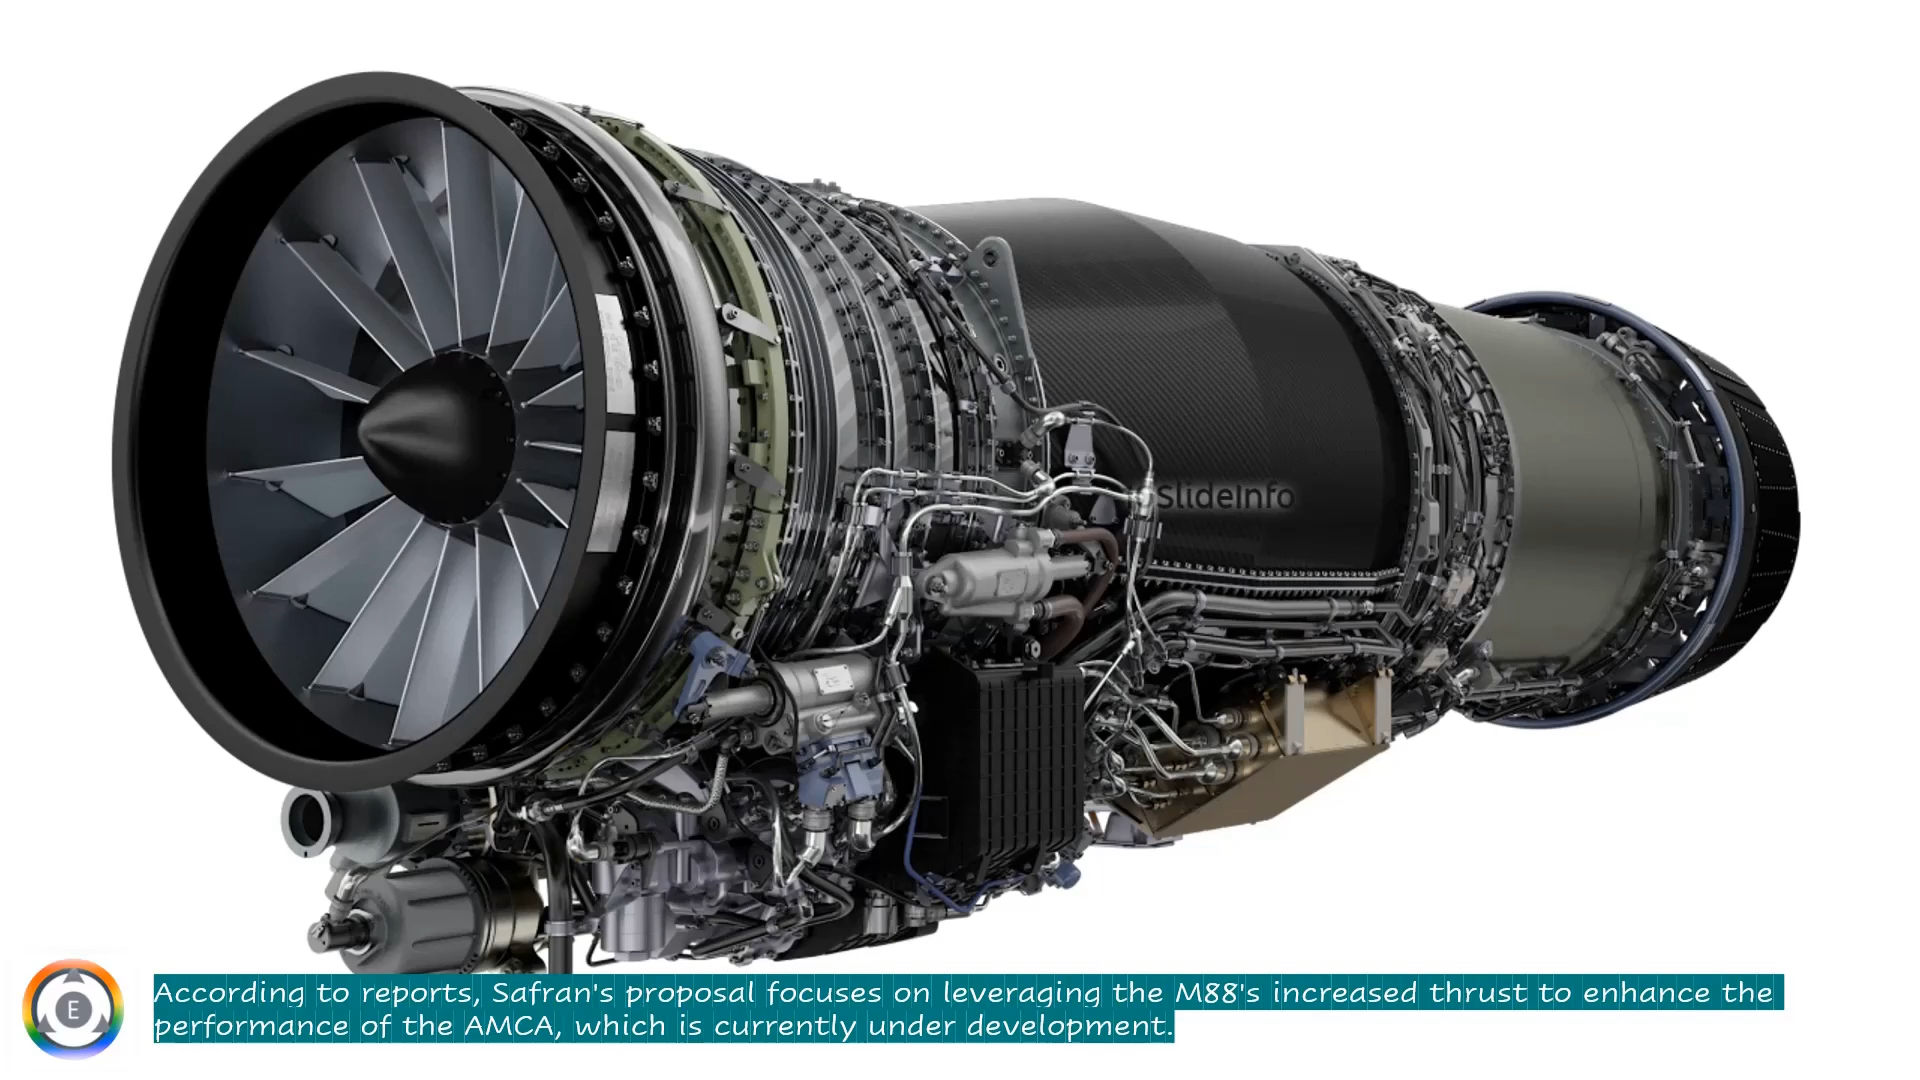 SlideInfo
E
According to reports, Safran's proposal focuses on leveraging the M88's increased thrust to enhance the
performance of the AMCA, which is currently under development.